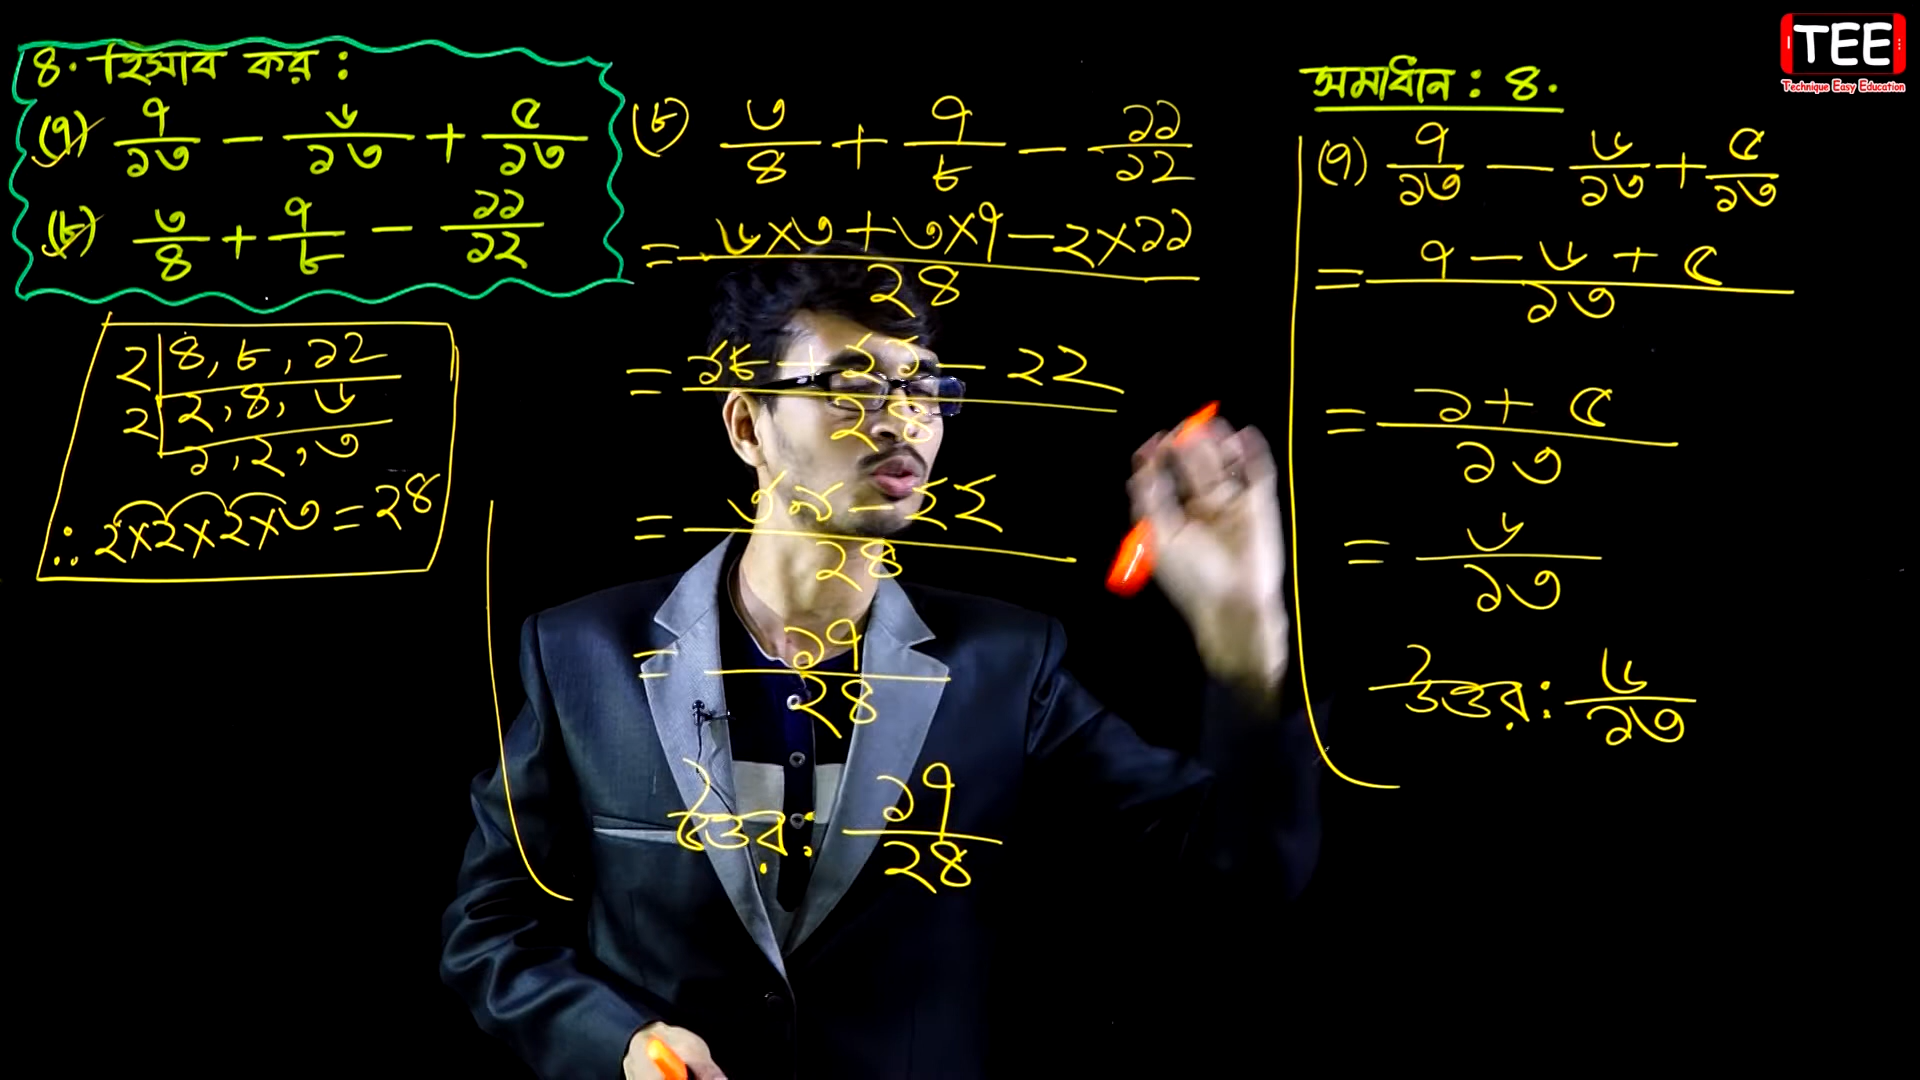 ৪. হিসাব কর :
(৭) ৭/১৩ − ৬/১৩ + ৫/১৩
(৮) ৩/৪ + ৭/৮ − ১১/১২
২ | ৪, ৮, ১২
২ | ২, ৪, ৬
১, ২, ৩
∴ ২×২×২×৩ = ২৪
(৮) ৩/৪ + ৭/৮ − ১১/১২
= ৬×৩ + ৩×৭ − ২×১১ / ২৪
= ১৮ + ২১ − ২২ / ২৪
= ৩৯ − ২২ / ২৪
= ১৭/২৪
উত্তর: ১৭/২৪
সমাধান : ৪.
(৭) ৭/১৩ − ৬/১৩ + ৫/১৩
= ৭ − ৬ + ৫ / ১৩
= ১ + ৫ / ১৩
= ৬/১৩
উত্তর: ৬/১৩
TEE
Technique Easy Education